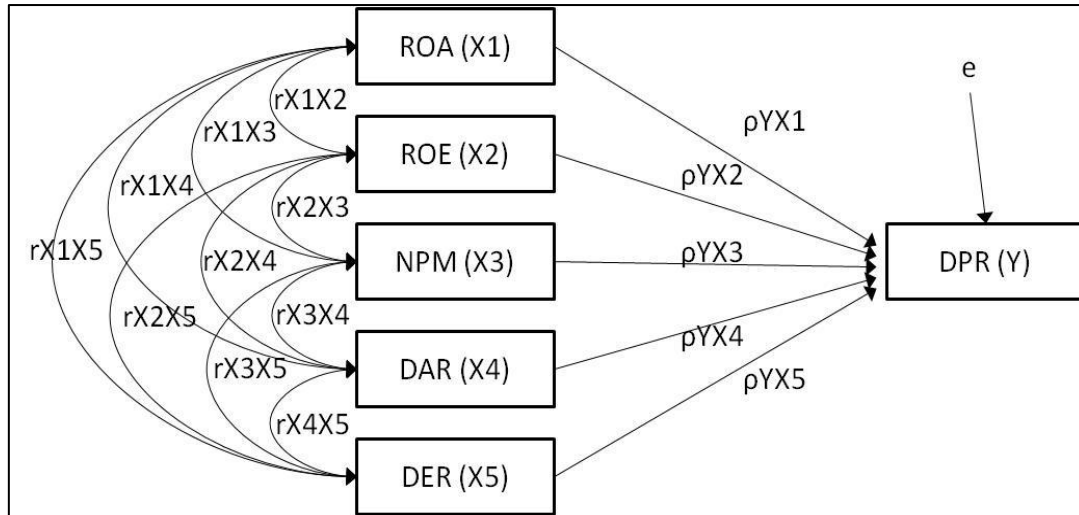 ROA (X1)
e
rX1X2
ρYX1
rX1X3
ROE (X2)
ρYX2
rX1X4
rX2X3
rX1X5
rX2X4
NPM (X3)
ρYX3
DPR (Y)
rX2X5
rX3X4
ρYX4
rX3X5
DAR (X4)
ρYX5
rX4X5
DER (X5)